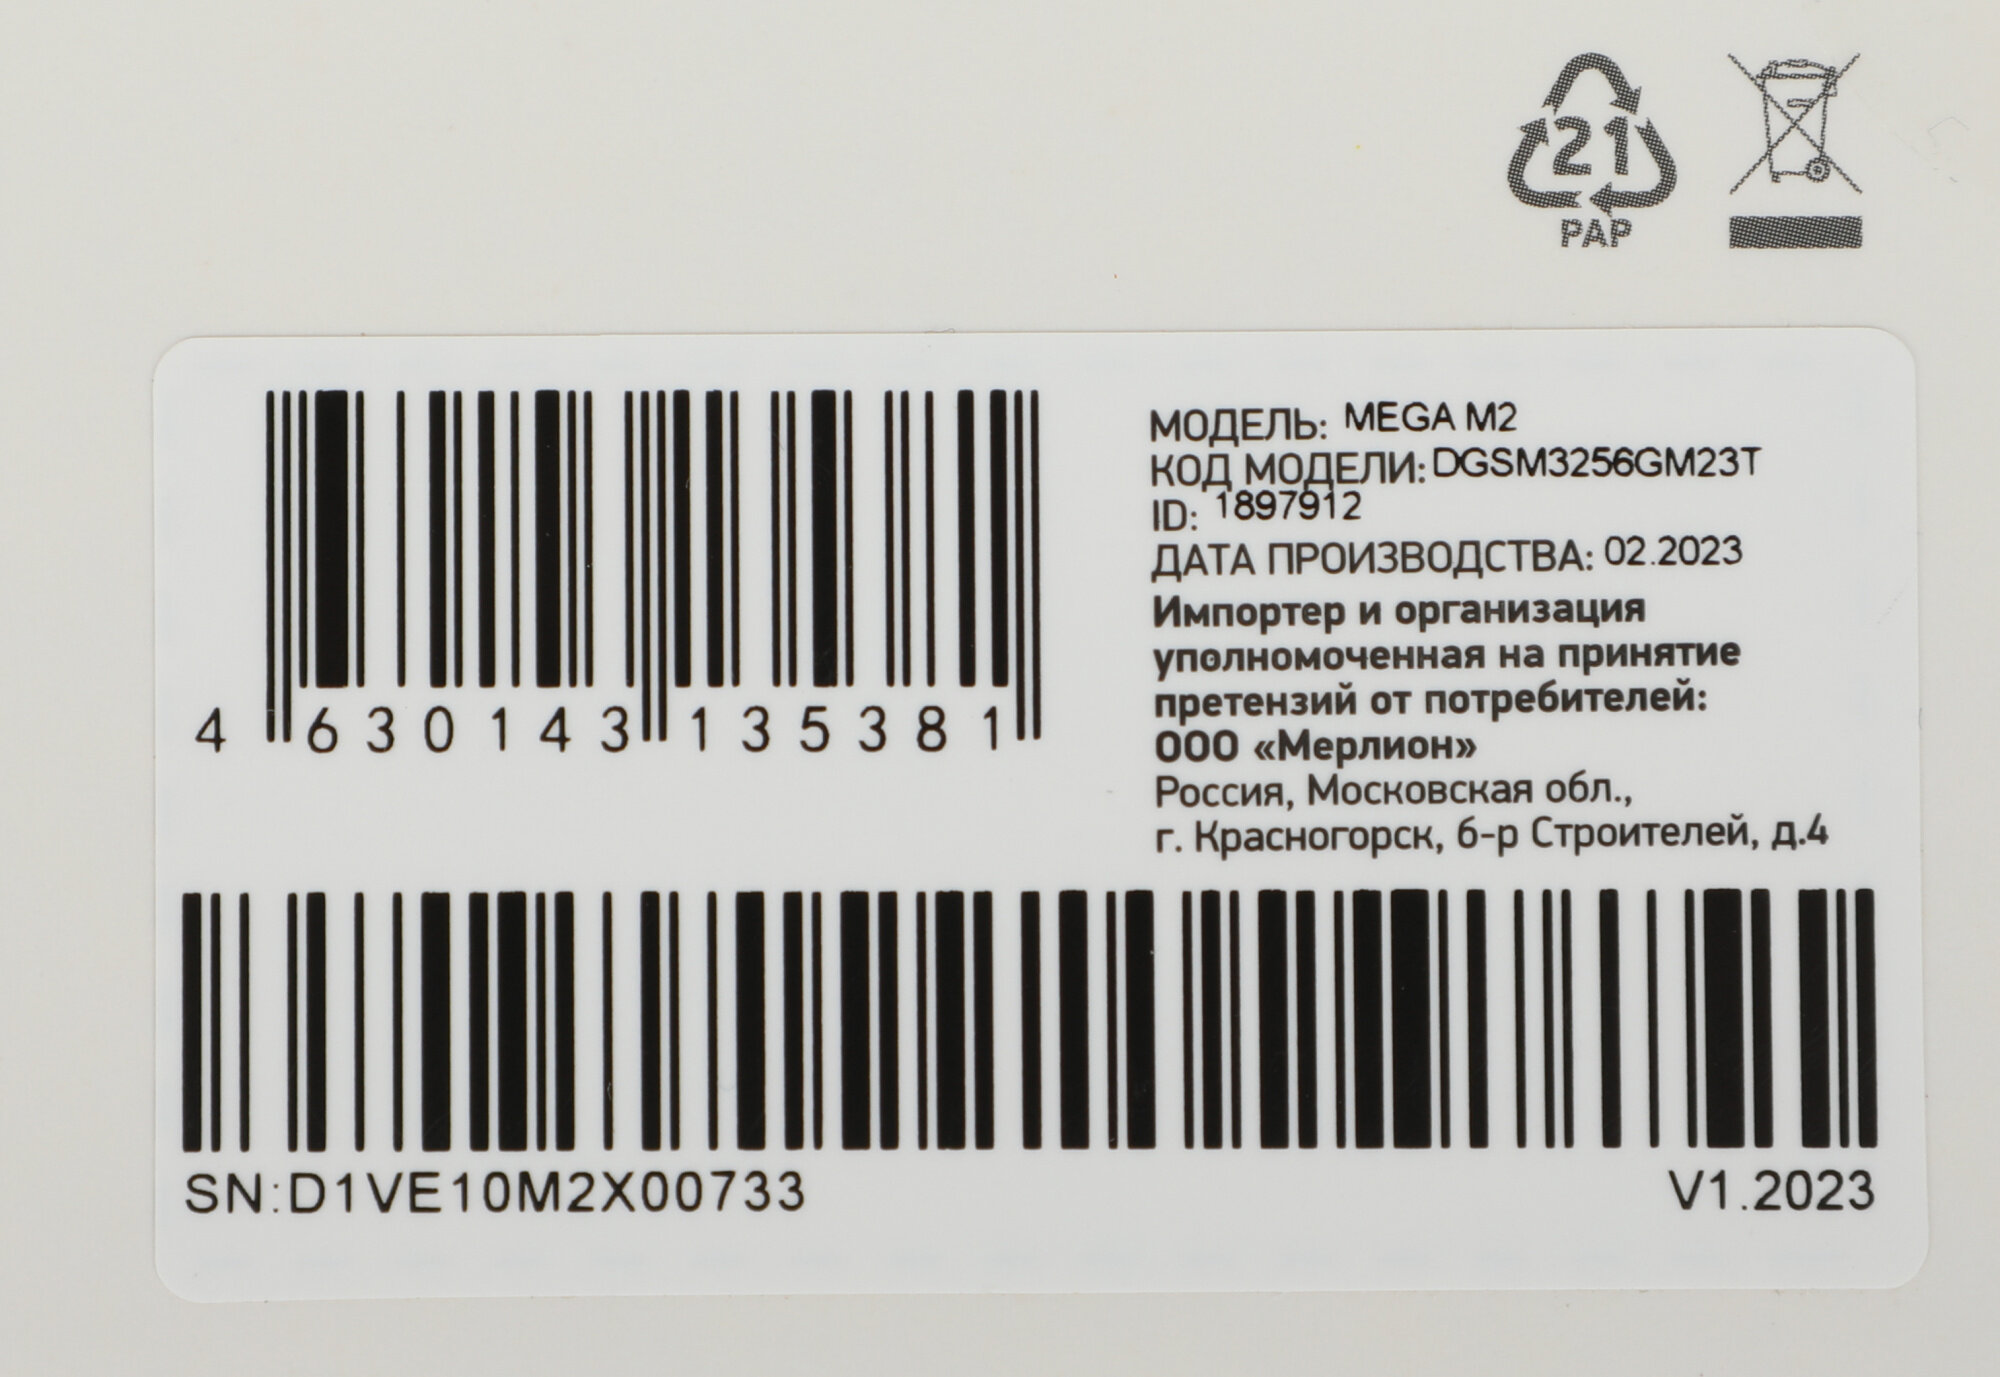 21
PAP
4 630143 135381
МОДЕЛЬ: MEGA M2
КОД МОДЕЛИ: DGSM3256GM23T
ID: 1897912
ДАТА ПРОИЗВОДСТВА: 02.2023
Импортер и организация
уполномоченная на принятие
претензий от потребителей:
ООО «Мерлион»
Россия, Московская обл.,
г. Красногорск, б-р Строителей, д.4
SN:D1VE10M2X00733
V1.2023